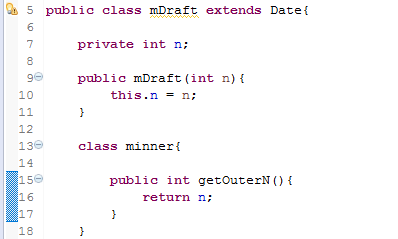 5 public class mDraft extends Date{
6
7     private int n;
8
9     public mDraft(int n){
10         this.n = n;
11     }
12
13     class minner{
14
15         public int getOuterN(){
16             return n;
17         }
18     }